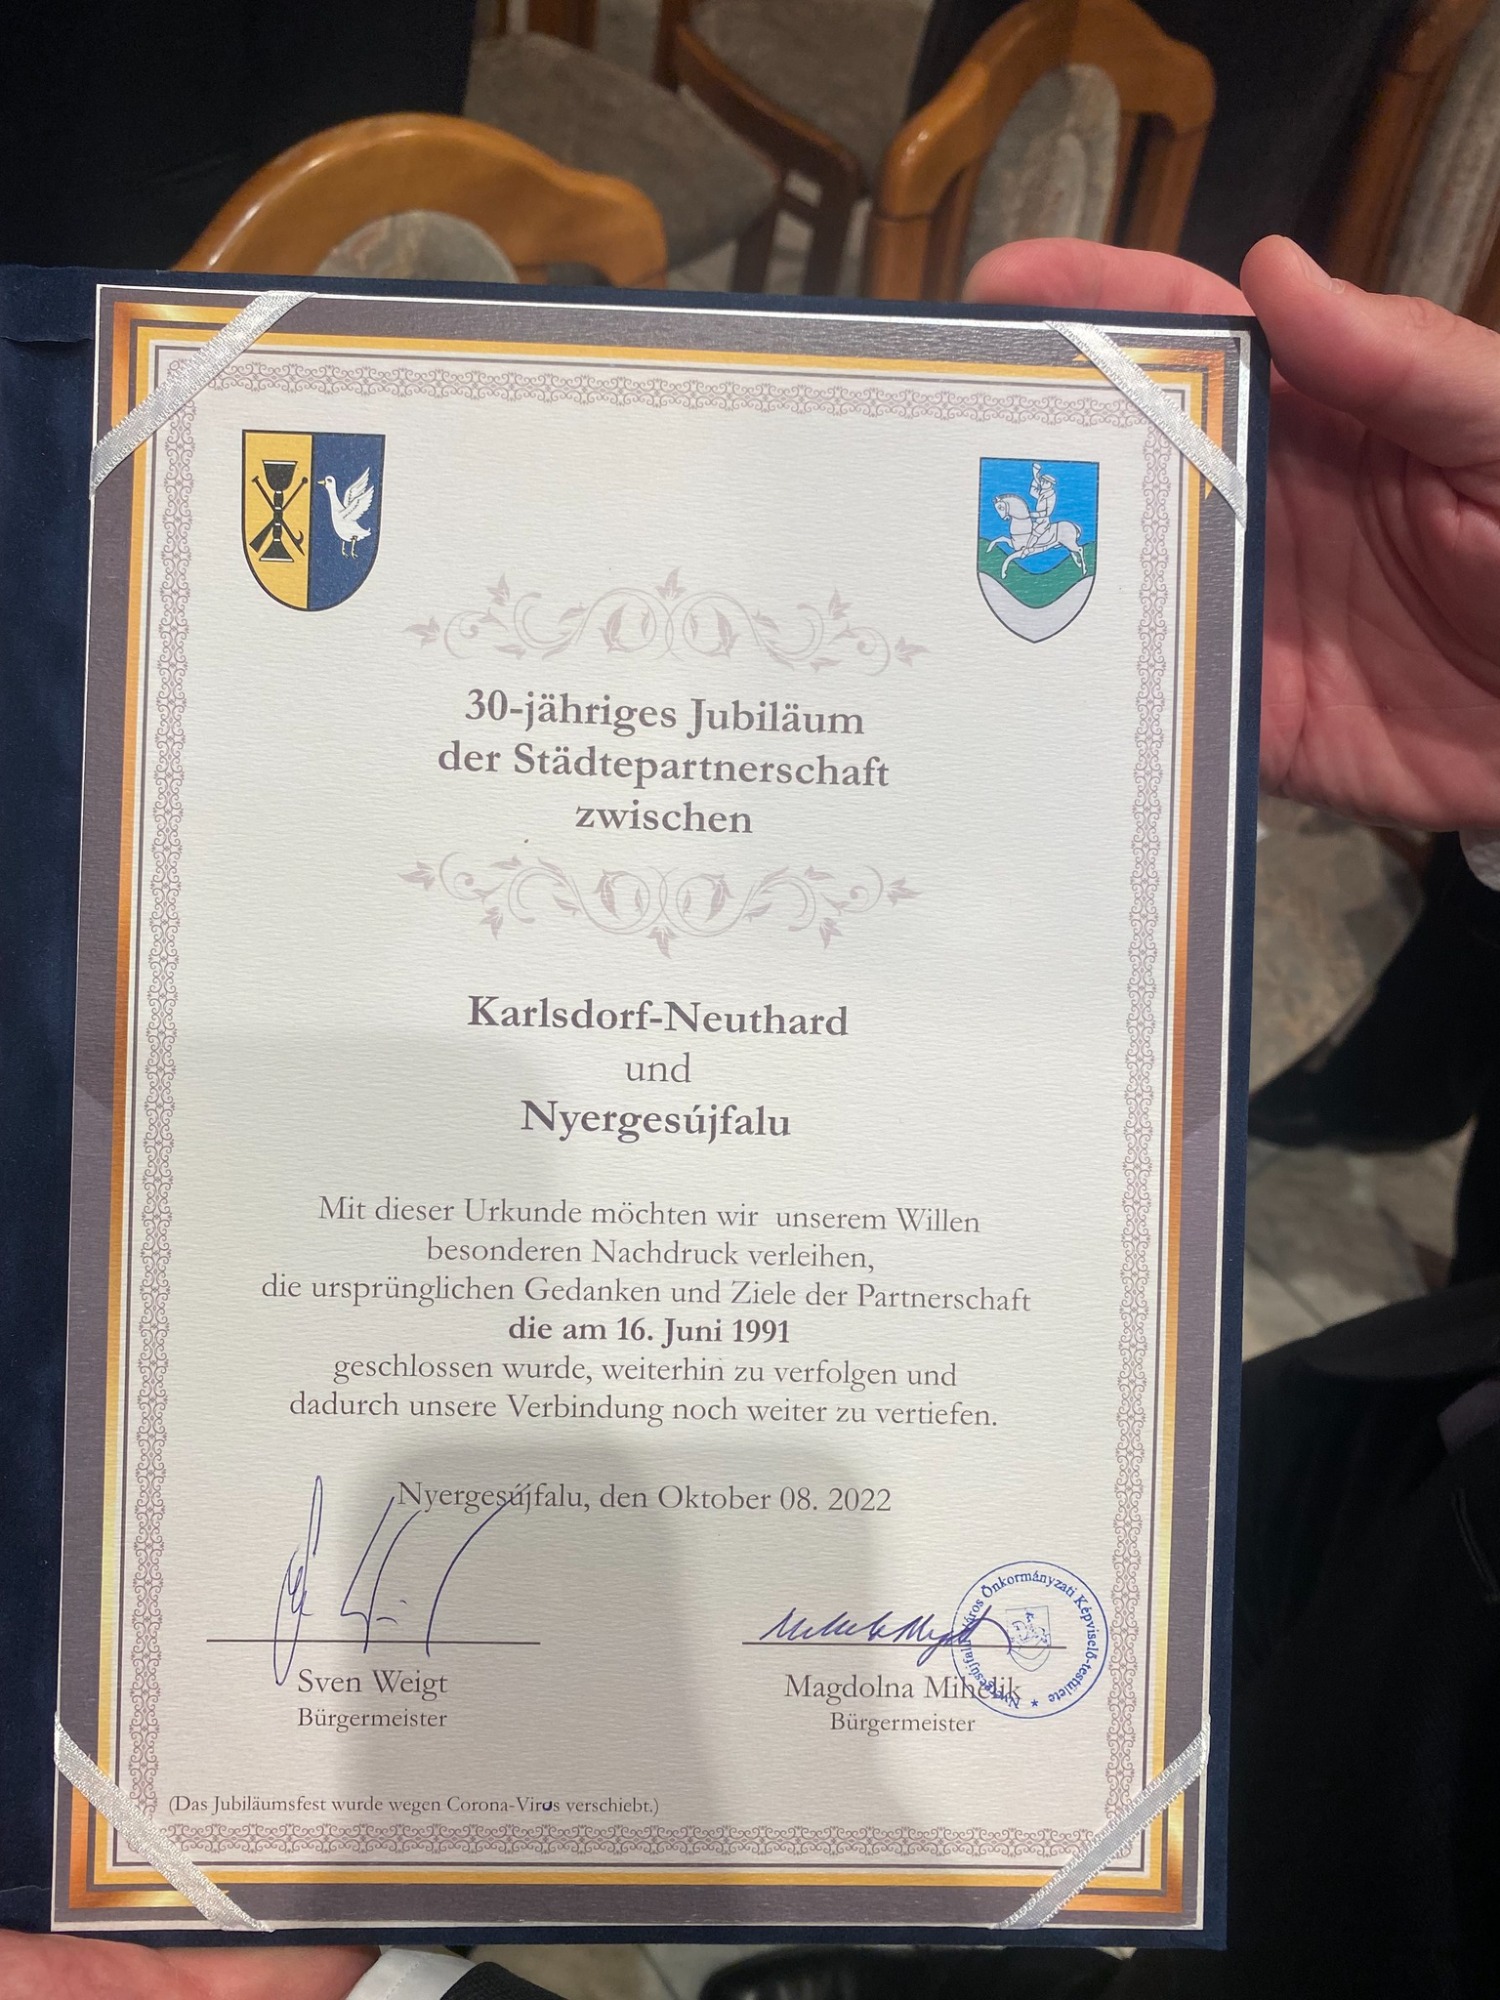 30-jähriges Jubiläum
der Städtepartnerschaft
zwischen
Karlsdorf-Neuthard
und
Nyergesújfalu
Mit dieser Urkunde möchten wir unserem Willen
besonderen Nachdruck verleihen,
die ursprünglichen Gedanken und Ziele der Partnerschaft
die am 16. Juni 1991
geschlossen wurde, weiterhin zu verfolgen und
dadurch unsere Verbindung noch weiter zu vertiefen.
Nyergesújfalu, den Oktober 08. 2022
Sven Weigt
Bürgermeister
Magdolna Mihelik
Bürgermeister
Nyergesújfalu Város Önkormányzati Képviselő-testülete *
(Das Jubiläumsfest wurde wegen Corona-Virus verschiebt.)